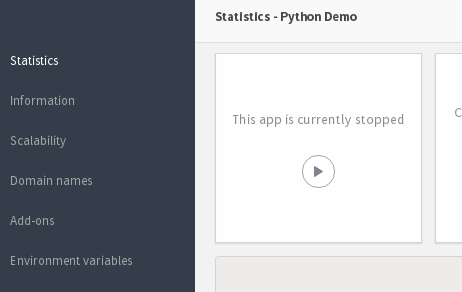 Statistics - Python Demo
Statistics
Information
Scalability
Domain names
Add-ons
Environment variables
This app is currently stopped
C